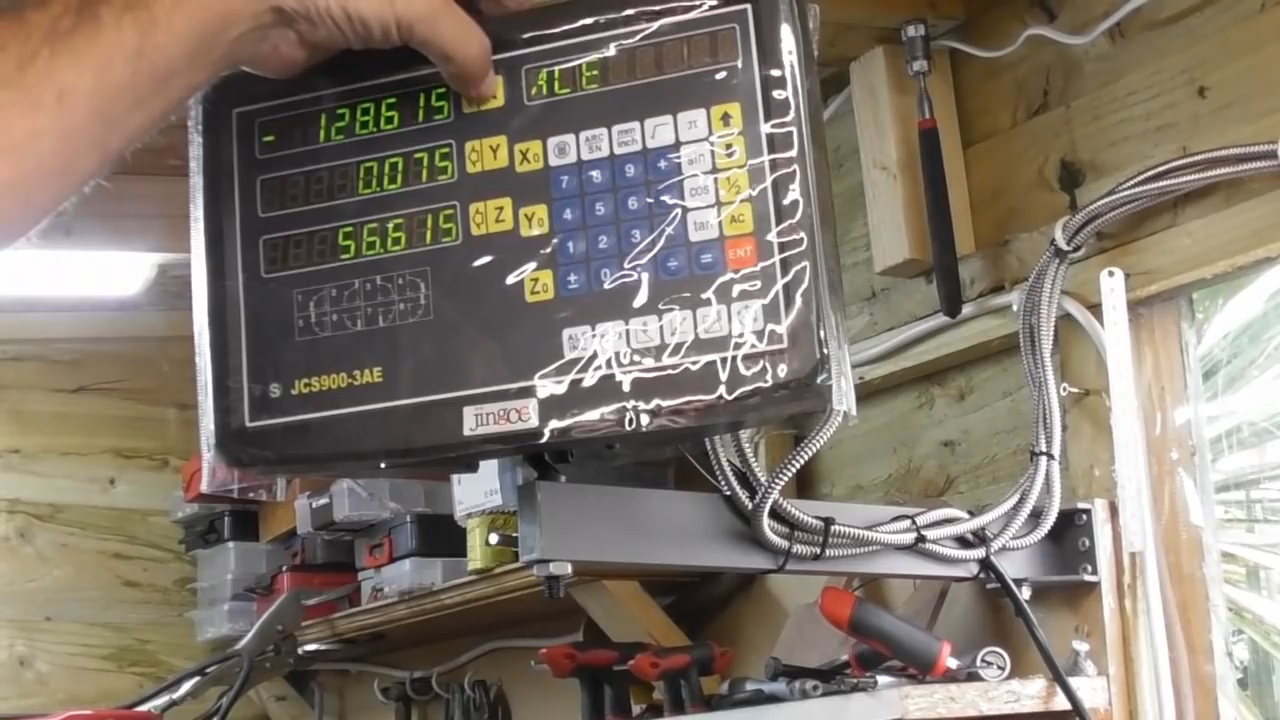 - 128.615
ALE
0.075
Y
X0
56.615
Z
Y0
Z0
ARC SN
mm inch
√
π
7 8 9 +
sin
4 5 6
cos
1/2
1 2 3
tan
AC
± 0
÷ =
ENT
S JCS900-3AE
jingce